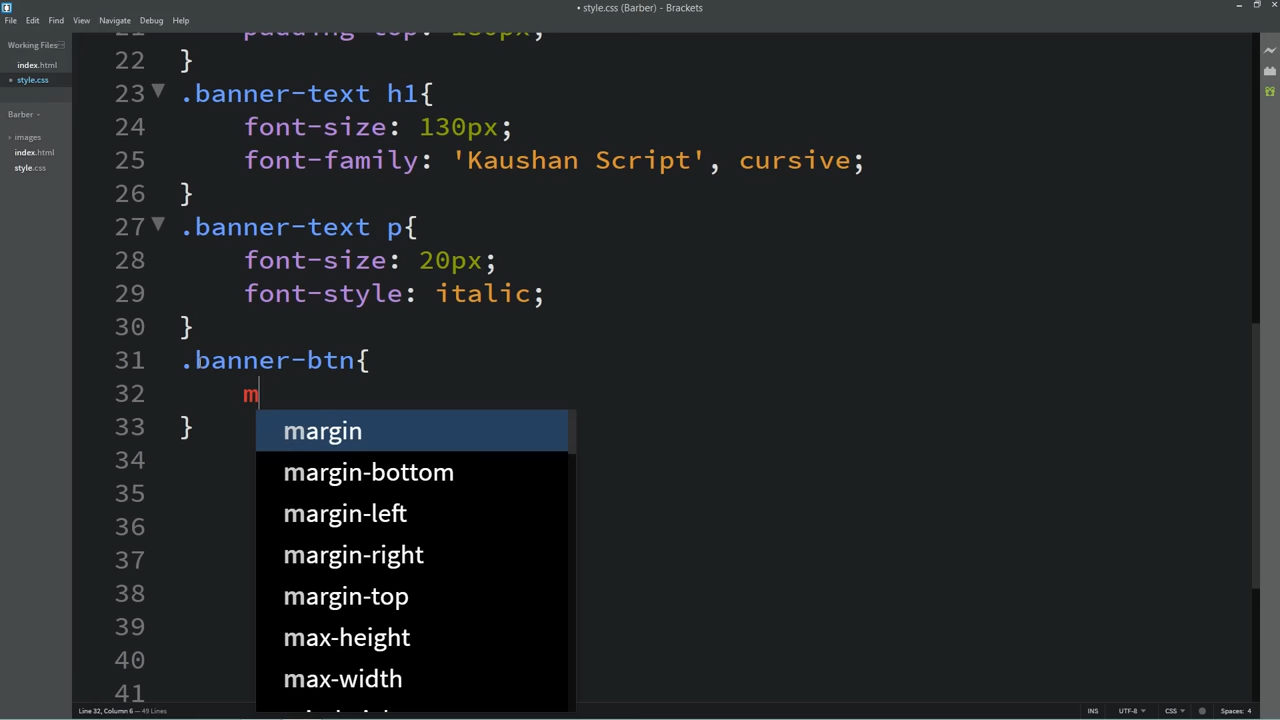 • style.css (Barber) - Brackets
File Edit Find View Navigate Debug Help
Working Files
index.html
• style.css
Barber
images
index.html
style.css
22 }
23 .banner-text h1{
24 font-size: 130px;
25 font-family: 'Kaushan Script', cursive;
26 }
27 .banner-text p{
28 font-size: 20px;
29 font-style: italic;
30 }
31 .banner-btn{
32 m
33 }
margin
margin-bottom
margin-left
margin-right
margin-top
max-height
max-width
34
35
36
37
38
39
40
41
Line 32, Column 6 — 49 Lines
INS UTF-8 CSS Spaces: 4